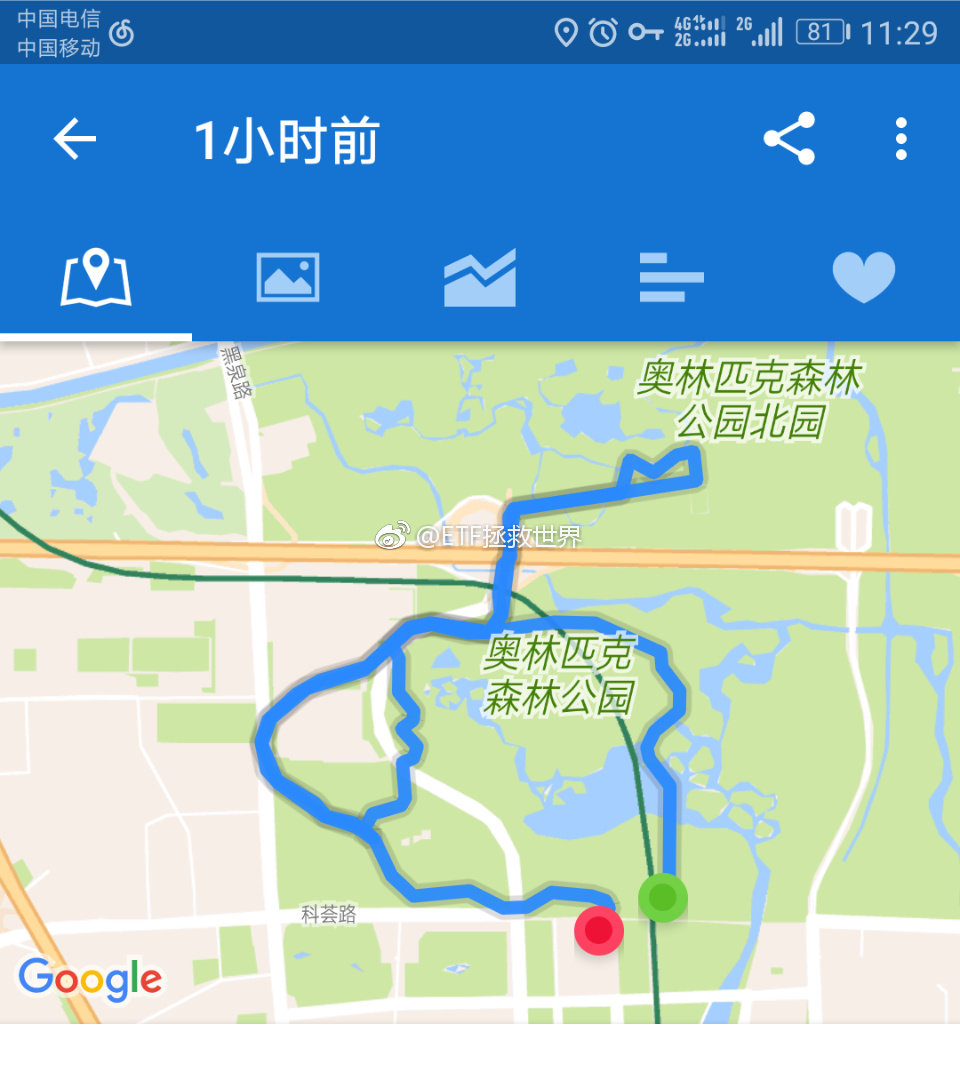 中国电信
中国移动
4G
2G
2G
81
11:29
1小时前
黑泉路
奥林匹克森林
公园北园
@ETF拯救世界
奥林匹克
森林公园
科荟路
Google